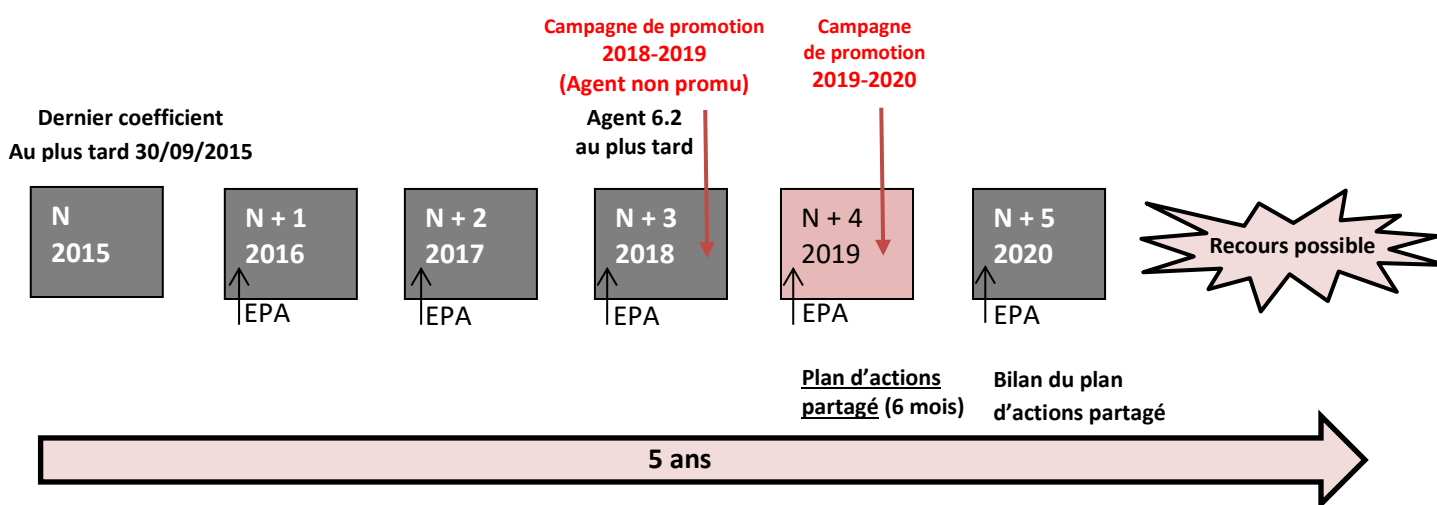 Campagne de promotion
2018-2019
(Agent non promu)
Campagne
de promotion
2019-2020
Dernier coefficient
Au plus tard 30/09/2015
Agent 6.2
au plus tard
N
2015
N + 1
2016
N + 2
2017
N + 3
2018
N + 4
2019
N + 5
2020
Recours possible
EPA
EPA
EPA
EPA
EPA
Plan d’actions
partagé (6 mois)
Bilan du plan
d’actions partagé
5 ans